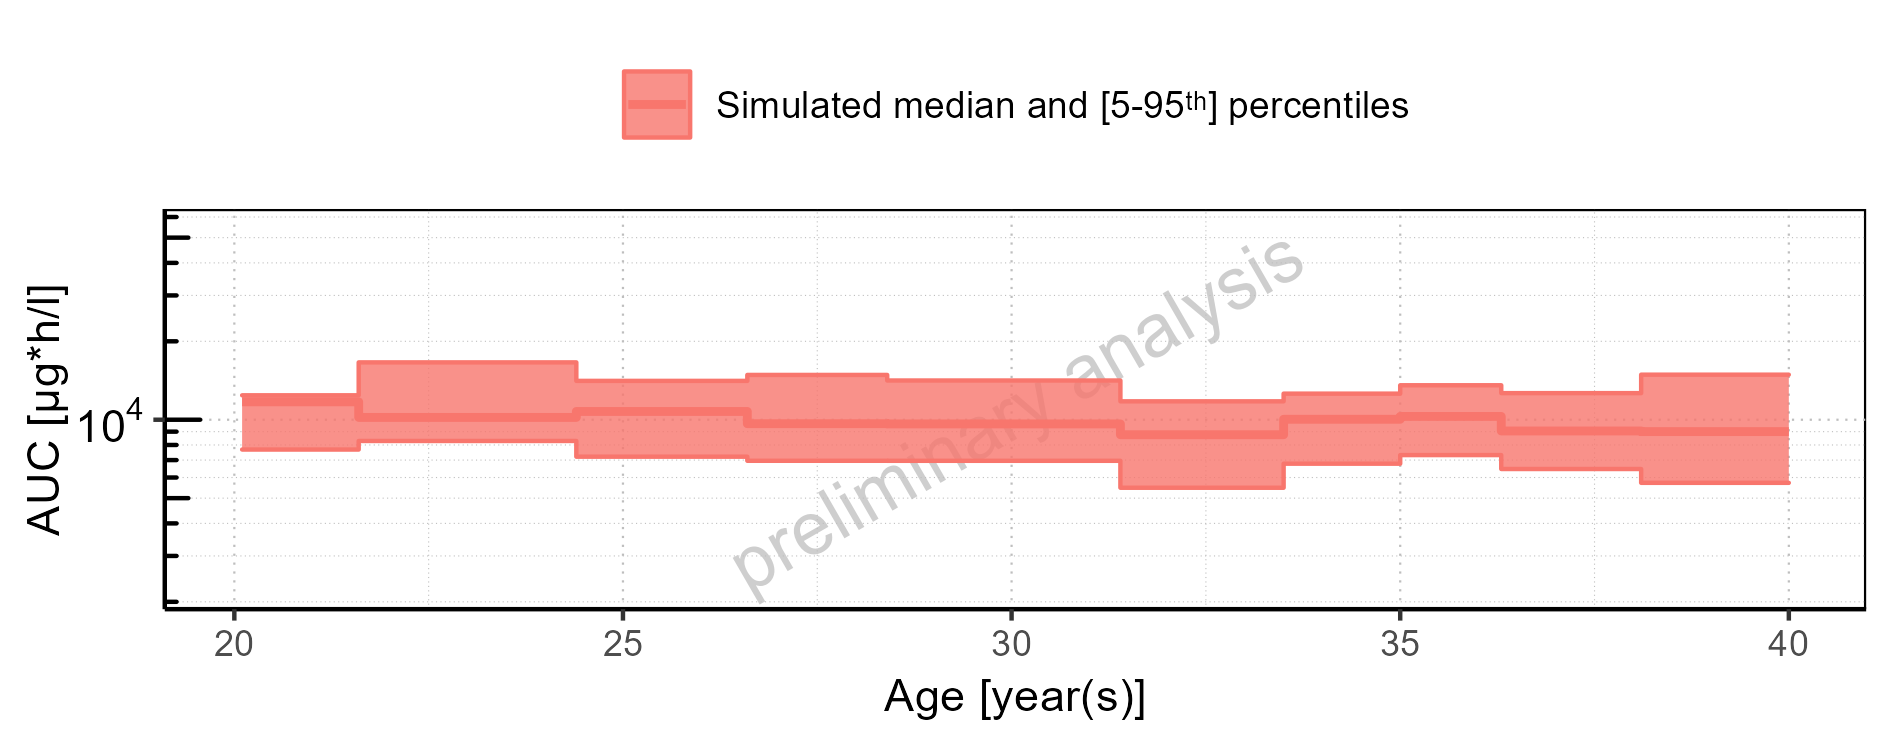 Simulated median and [5-95th] percentiles
AUC [µg*h/l]
10⁴
preliminary analysis
20 25 30 35 40
Age [year(s)]